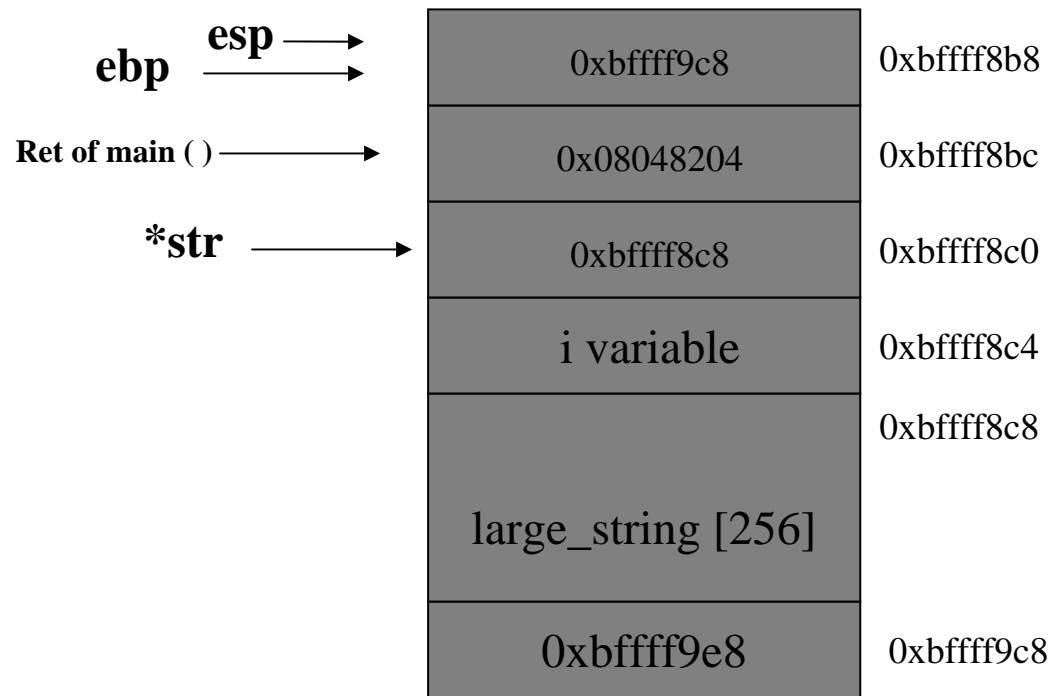 esp
ebp
0xbffff9c8
0xbffff8b8
Ret of main ( )
0x08048204
0xbffff8bc
*str
0xbffff8c8
0xbffff8c0
i variable
0xbffff8c4
0xbffff8c8
large_string [256]
0xbffff9e8
0xbffff9c8